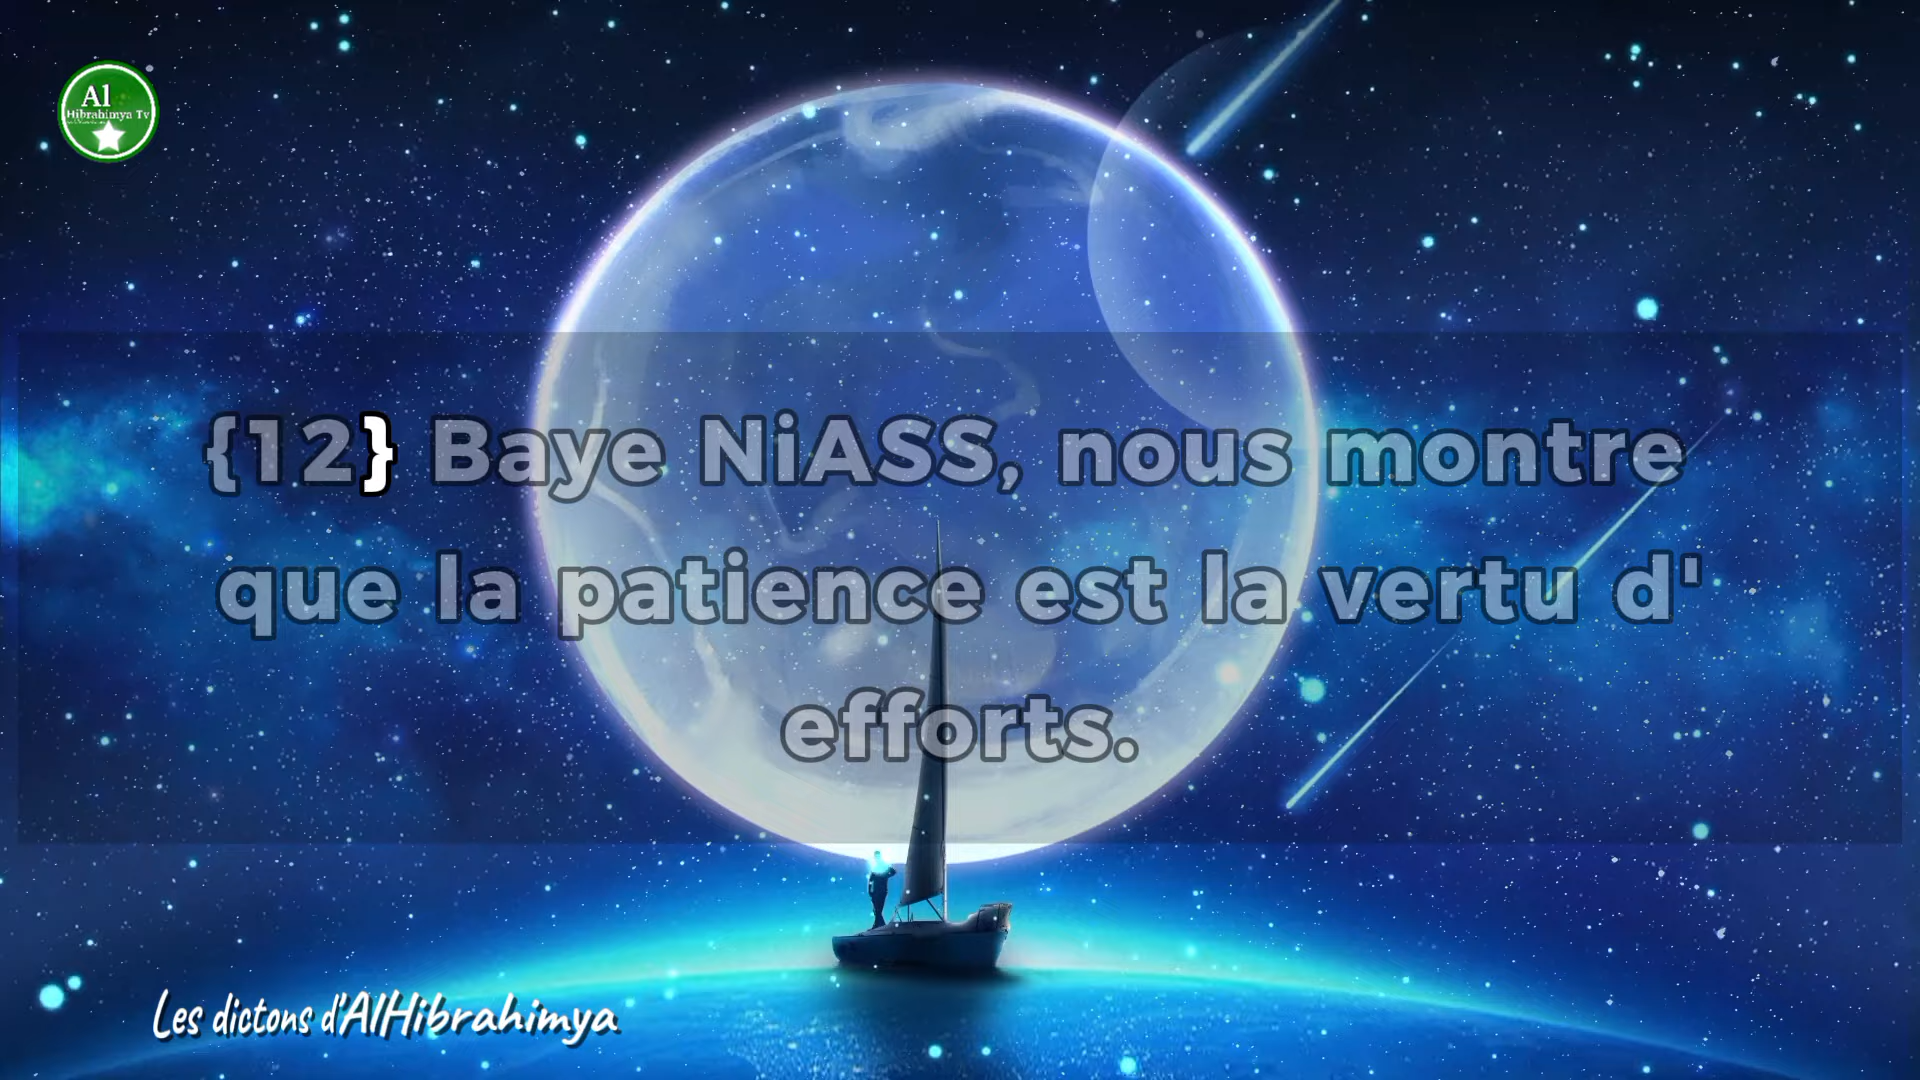 Al
Hibrahimya Tv
{12} Baye NiASS, nous montre
que la patience est la vertu d'
efforts.
Les dictons d'AlHibrahimya